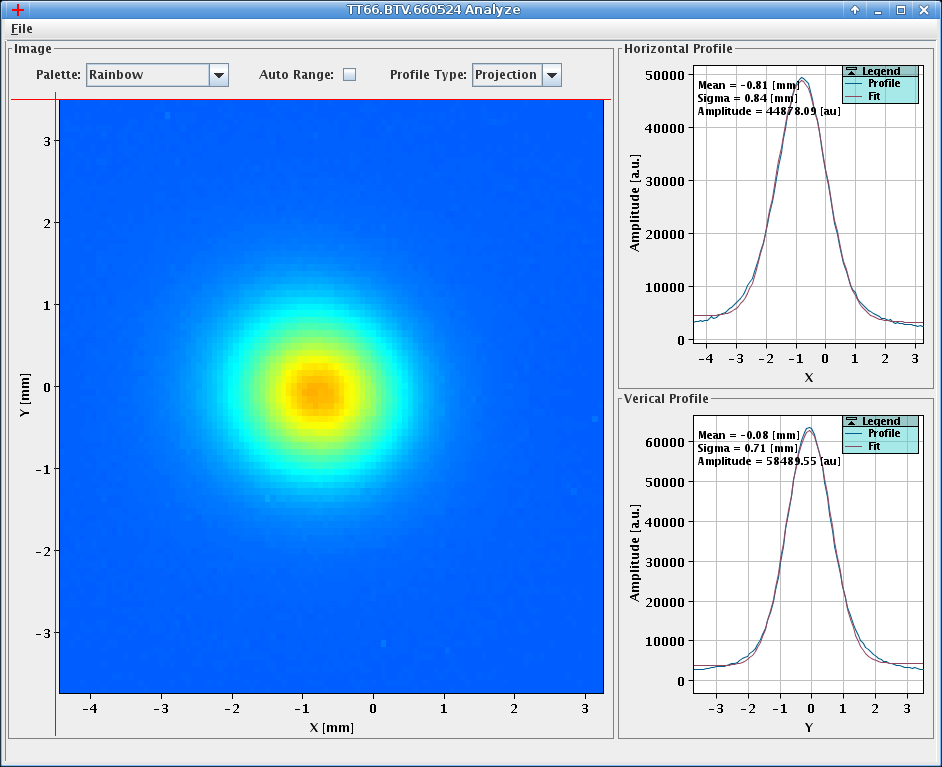 TT66.BTV.660524 Analyze
File
Image
Palette: Rainbow Auto Range: Profile Type: Projection
3
2
1
0
-1
-2
-3
Y [mm]
-4 -3 -2 -1 0 1 2 3
X [mm]
Horizontal Profile
Legend
Profile
Fit
Mean = -0.81 [mm]
Sigma = 0.84 [mm]
Amplitude = 44878.09 [au]
50000
40000
30000
20000
10000
0
Amplitude [a.u.]
-4 -3 -2 -1 0 1 2 3
X
Verical Profile
Legend
Profile
Fit
Mean = -0.08 [mm]
Sigma = 0.71 [mm]
Amplitude = 58489.55 [au]
60000
50000
40000
30000
20000
10000
0
Amplitude [a.u.]
-3 -2 -1 0 1 2 3
Y